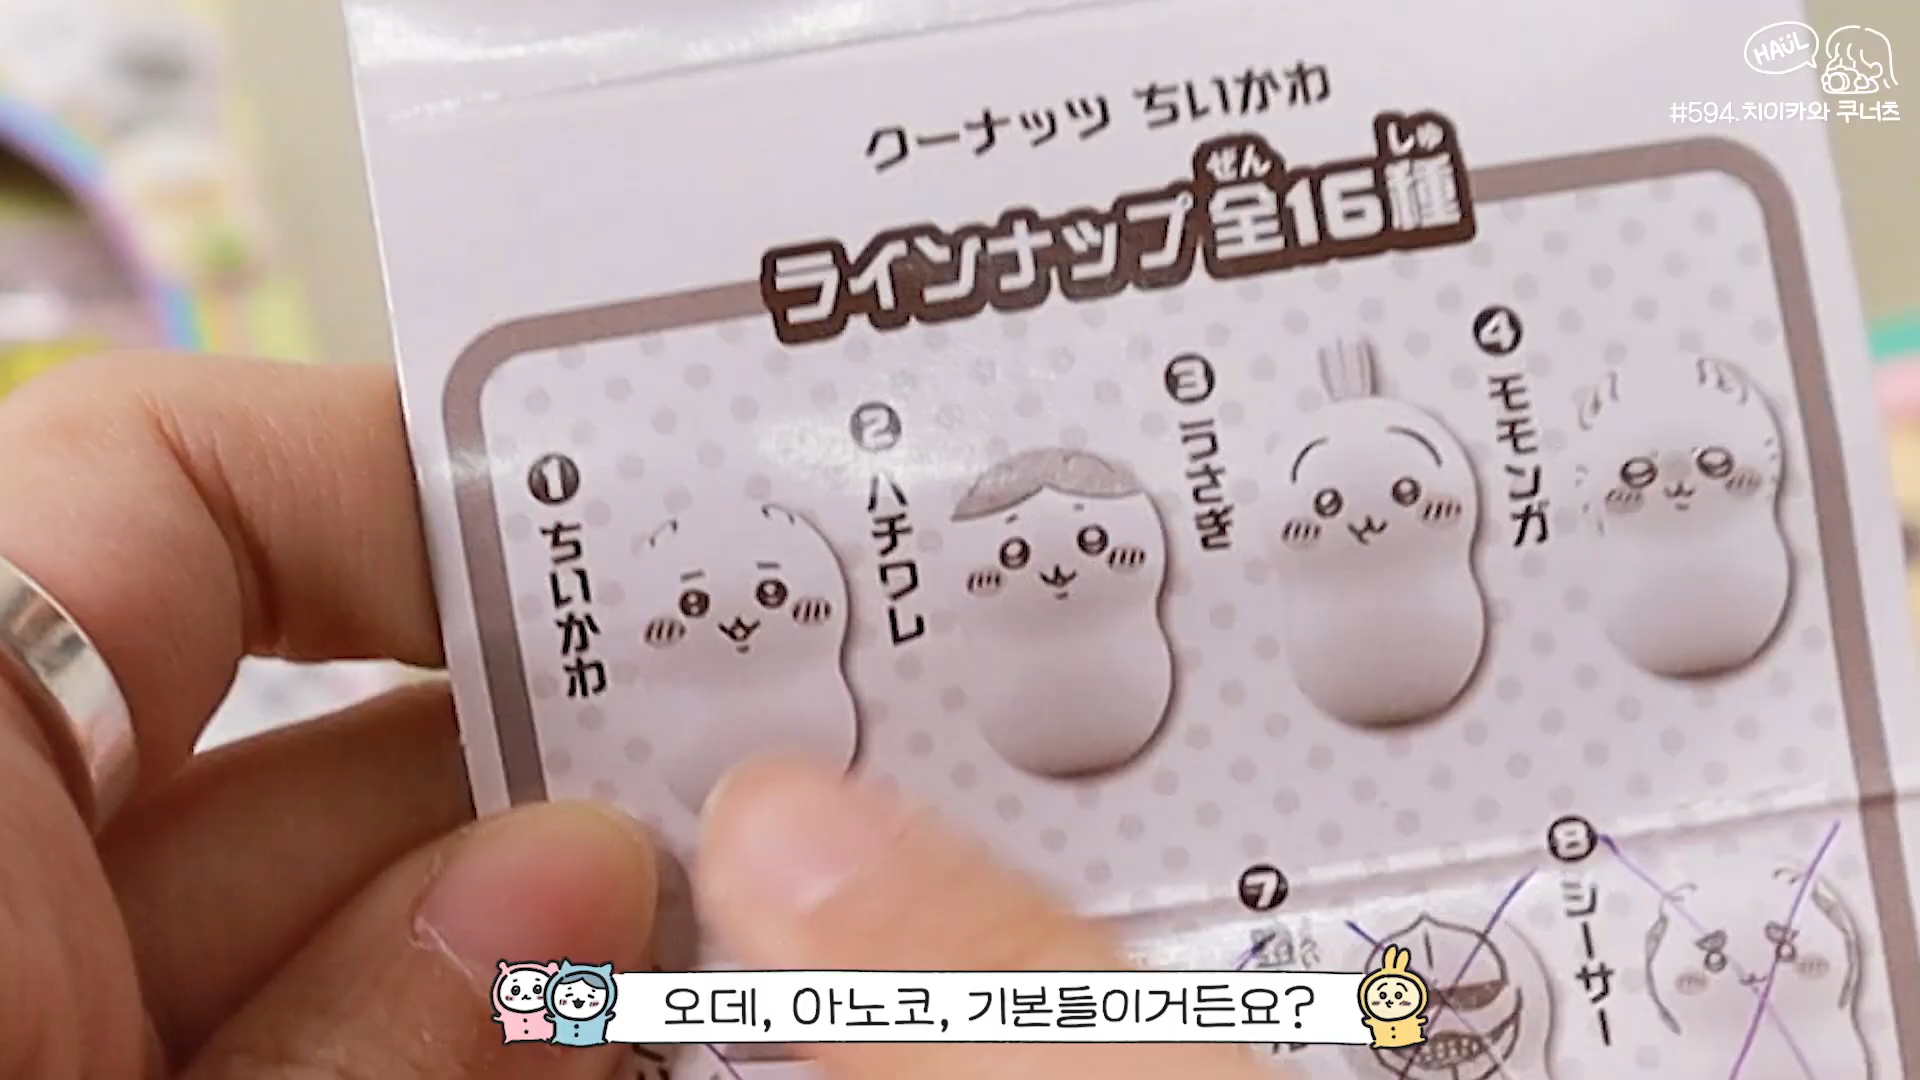 HAUL
#594.치이카와 쿠너츠
クーナッツ ちいかわ
ぜん しゅ
ラインナップ 全16種
1 ちいかわ
2 ハチワレ
3 うさぎ
4 モモンガ
7
8 シーサー
오데, 아노코, 기본들이거든요?